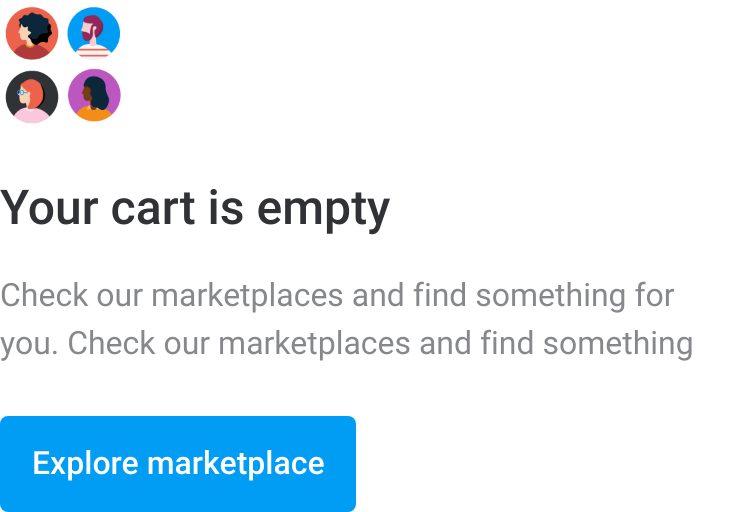 Your cart is empty
Check our marketplaces and find something for
you. Check our marketplaces and find something
Explore marketplace